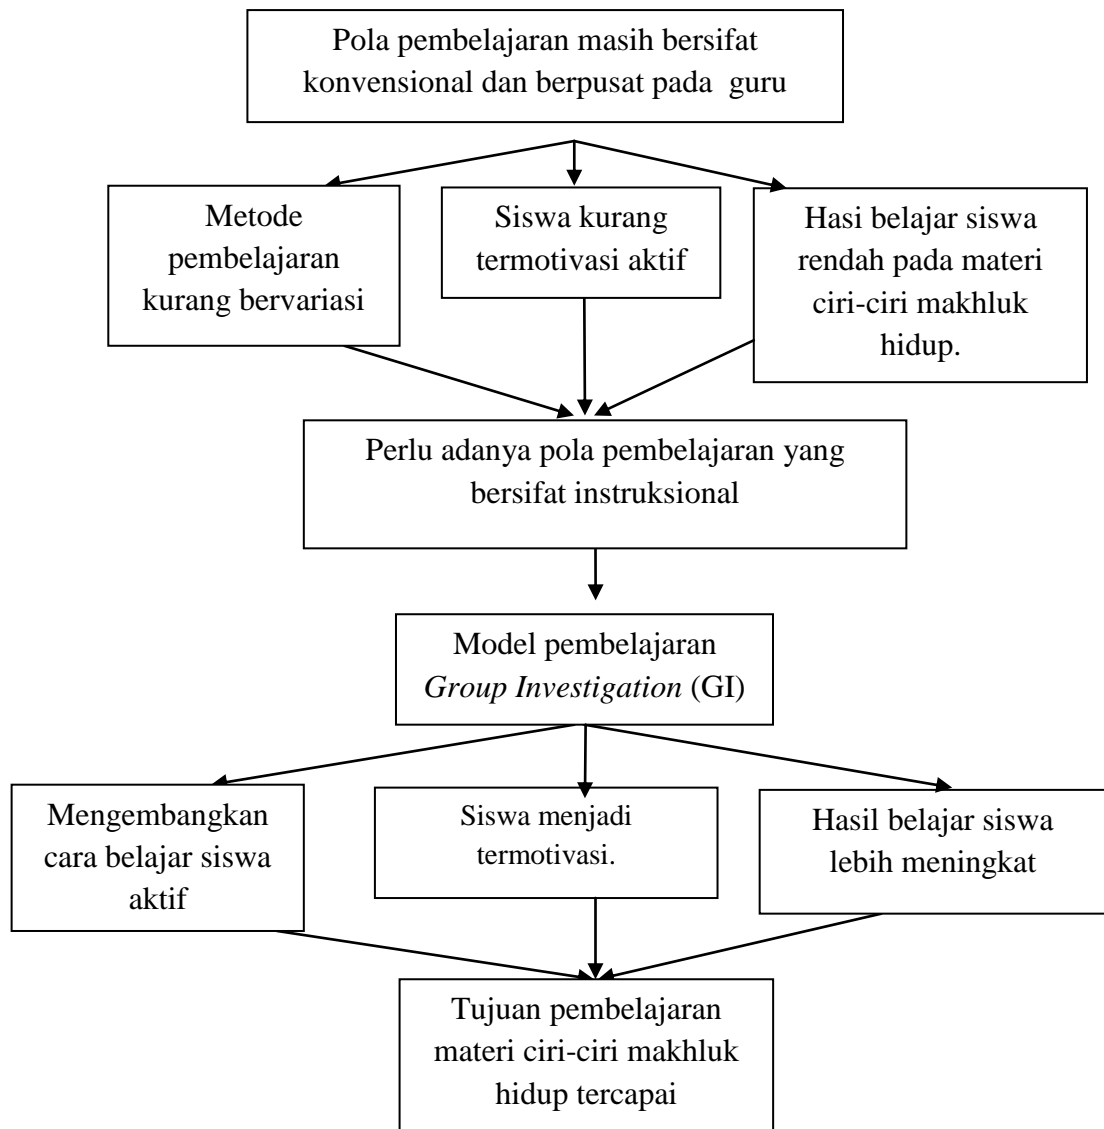 Pola pembelajaran masih bersifat
konvensional dan berpusat pada guru
Metode
pembelajaran
kurang bervariasi
Siswa kurang
termotivasi aktif
Hasi belajar siswa
rendah pada materi
ciri-ciri makhluk
hidup.
Perlu adanya pola pembelajaran yang
bersifat instruksional
Model pembelajaran
Group Investigation (GI)
Mengembangkan
cara belajar siswa
aktif
Siswa menjadi
termotivasi.
Hasil belajar siswa
lebih meningkat
Tujuan pembelajaran
materi ciri-ciri makhluk
hidup tercapai